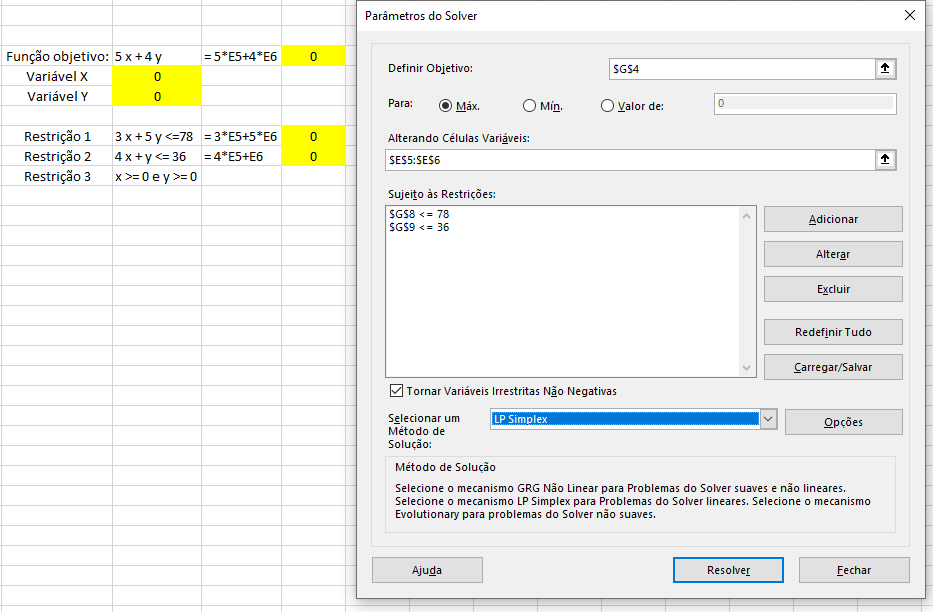 Parâmetros do Solver
Função objetivo: 5 x + 4 y = 5*E5+4*E6 0
Variável X 0
Variável Y 0
Restrição 1 3 x + 5 y <=78 = 3*E5+5*E6 0
Restrição 2 4 x + y <= 36 = 4*E5+E6 0
Restrição 3 x >= 0 e y >= 0
Definir Objetivo: $G$4
Para: Máx. Mín. Valor de: 0
Alterando Células Variáveis:
$E$5:$E$6
Sujeito às Restrições:
$G$8 <= 78
$G$9 <= 36
Adicionar
Alterar
Excluir
Redefinir Tudo
Carregar/Salvar
Tornar Variáveis Irrestritas Não Negativas
Selecionar um
Método de
Solução:
LP Simplex
Opções
Método de Solução
Selecione o mecanismo GRG Não Linear para Problemas do Solver suaves e não lineares.
Selecione o mecanismo LP Simplex para Problemas do Solver lineares. Selecione o mecanismo
Evolutionary para problemas do Solver não suaves.
Ajuda Resolver Fechar